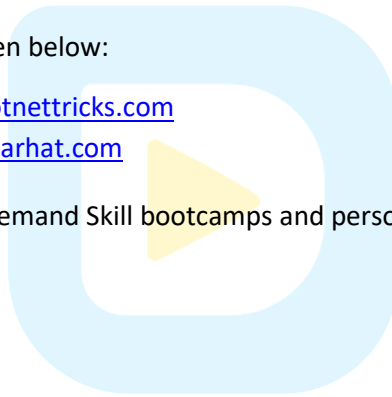 en below:
otnettricks.com
arhat.com
emand Skill bootcamps and perso